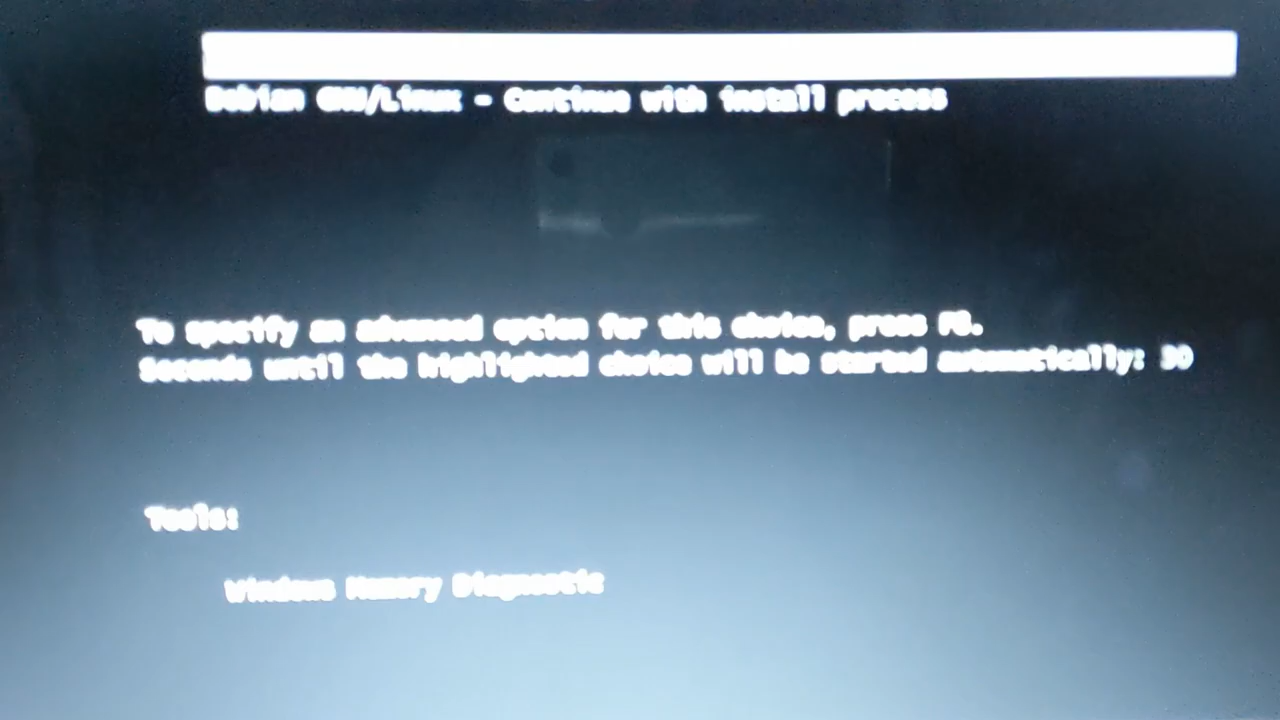 Debian GNU/Linux - Continue with install process
To specify an advanced option for this choice, press F8.
Seconds until the highlighted choice will be started automatically: 30
Tools:
Windows Memory Diagnostic